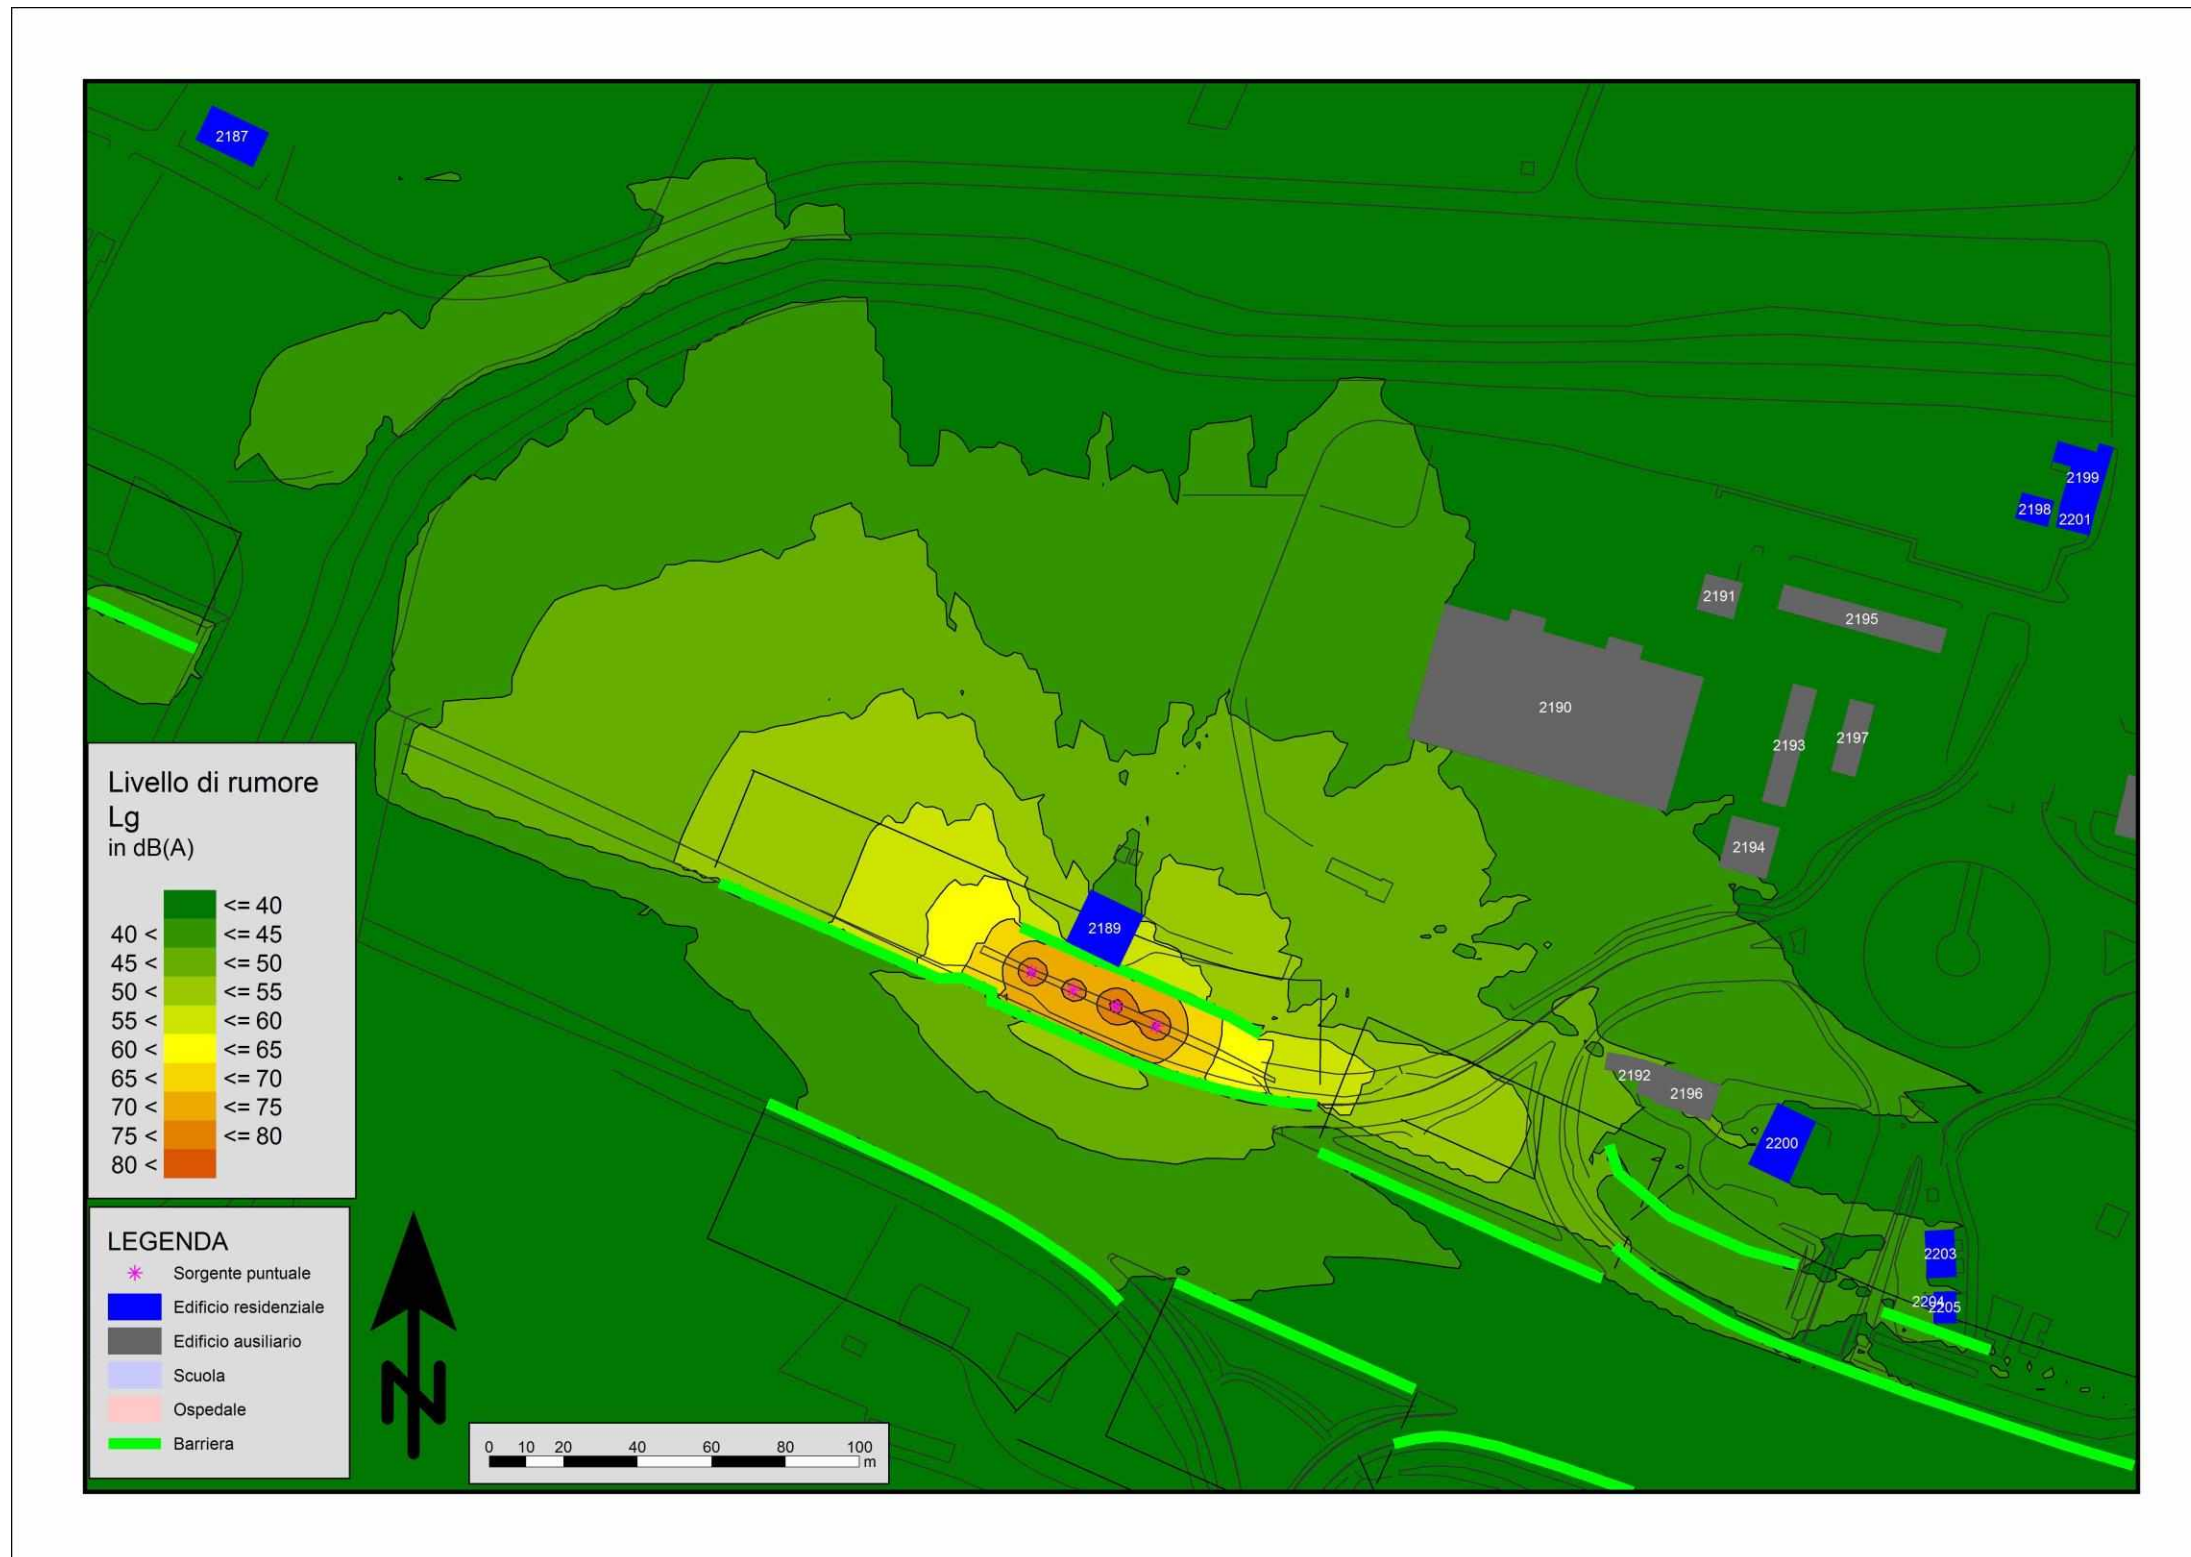 2187
2199
2198
2201
2191
2195
2190
2193
2197
2194
2189
2192
2196
2200
2203
2204
2205
Livello di rumore
Lg
in dB(A)
<= 40
40 < <= 45
45 < <= 50
50 < <= 55
55 < <= 60
60 < <= 65
65 < <= 70
70 < <= 75
75 < <= 80
80 <
LEGENDA
Sorgente puntuale
Edificio residenziale
Edificio ausiliario
Scuola
Ospedale
Barriera
N
0 10 20 40 60 80 100
m